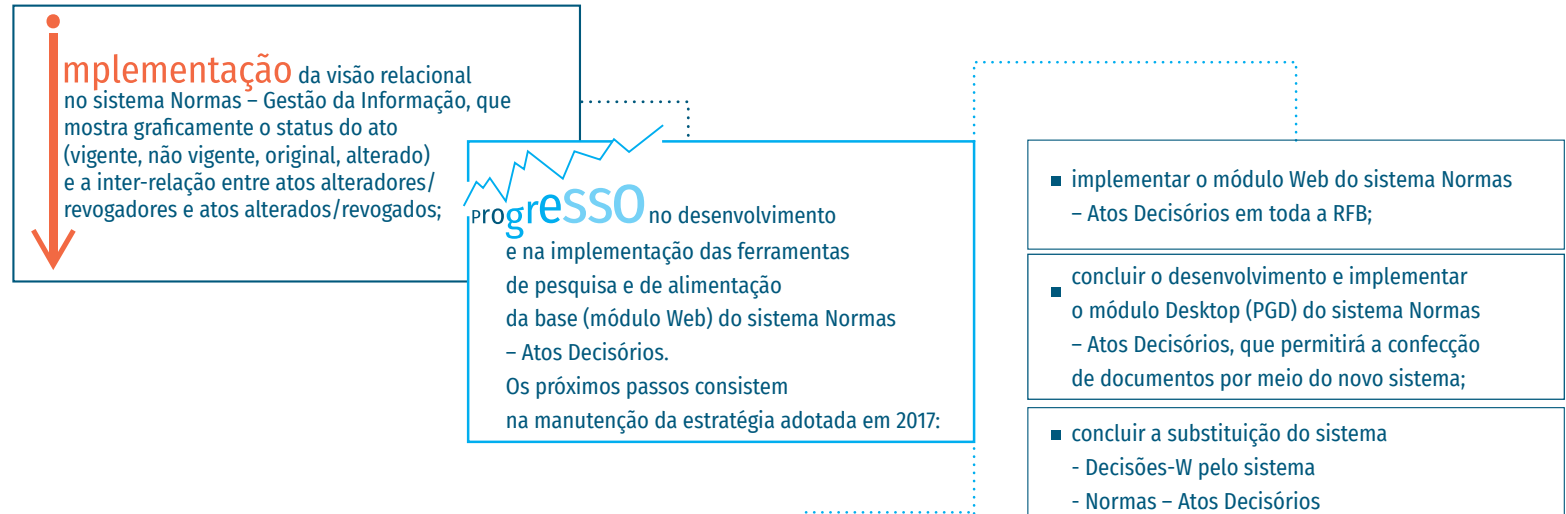 implementação da visão relacional
no sistema Normas – Gestão da Informação, que
mostra graficamente o status do ato
(vigente, não vigente, original, alterado)
e a inter-relação entre atos alteradores/
revogadores e atos alterados/revogados;
Progresso no desenvolvimento
e na implementação das ferramentas
de pesquisa e de alimentação
da base (módulo Web) do sistema Normas
– Atos Decisórios.
Os próximos passos consistem
na manutenção da estratégia adotada em 2017:
▪ implementar o módulo Web do sistema Normas
– Atos Decisórios em toda a RFB;
▪ concluir o desenvolvimento e implementar
o módulo Desktop (PGD) do sistema Normas
– Atos Decisórios, que permitirá a confecção
de documentos por meio do novo sistema;
▪ concluir a substituição do sistema
- Decisões-W pelo sistema
- Normas – Atos Decisórios